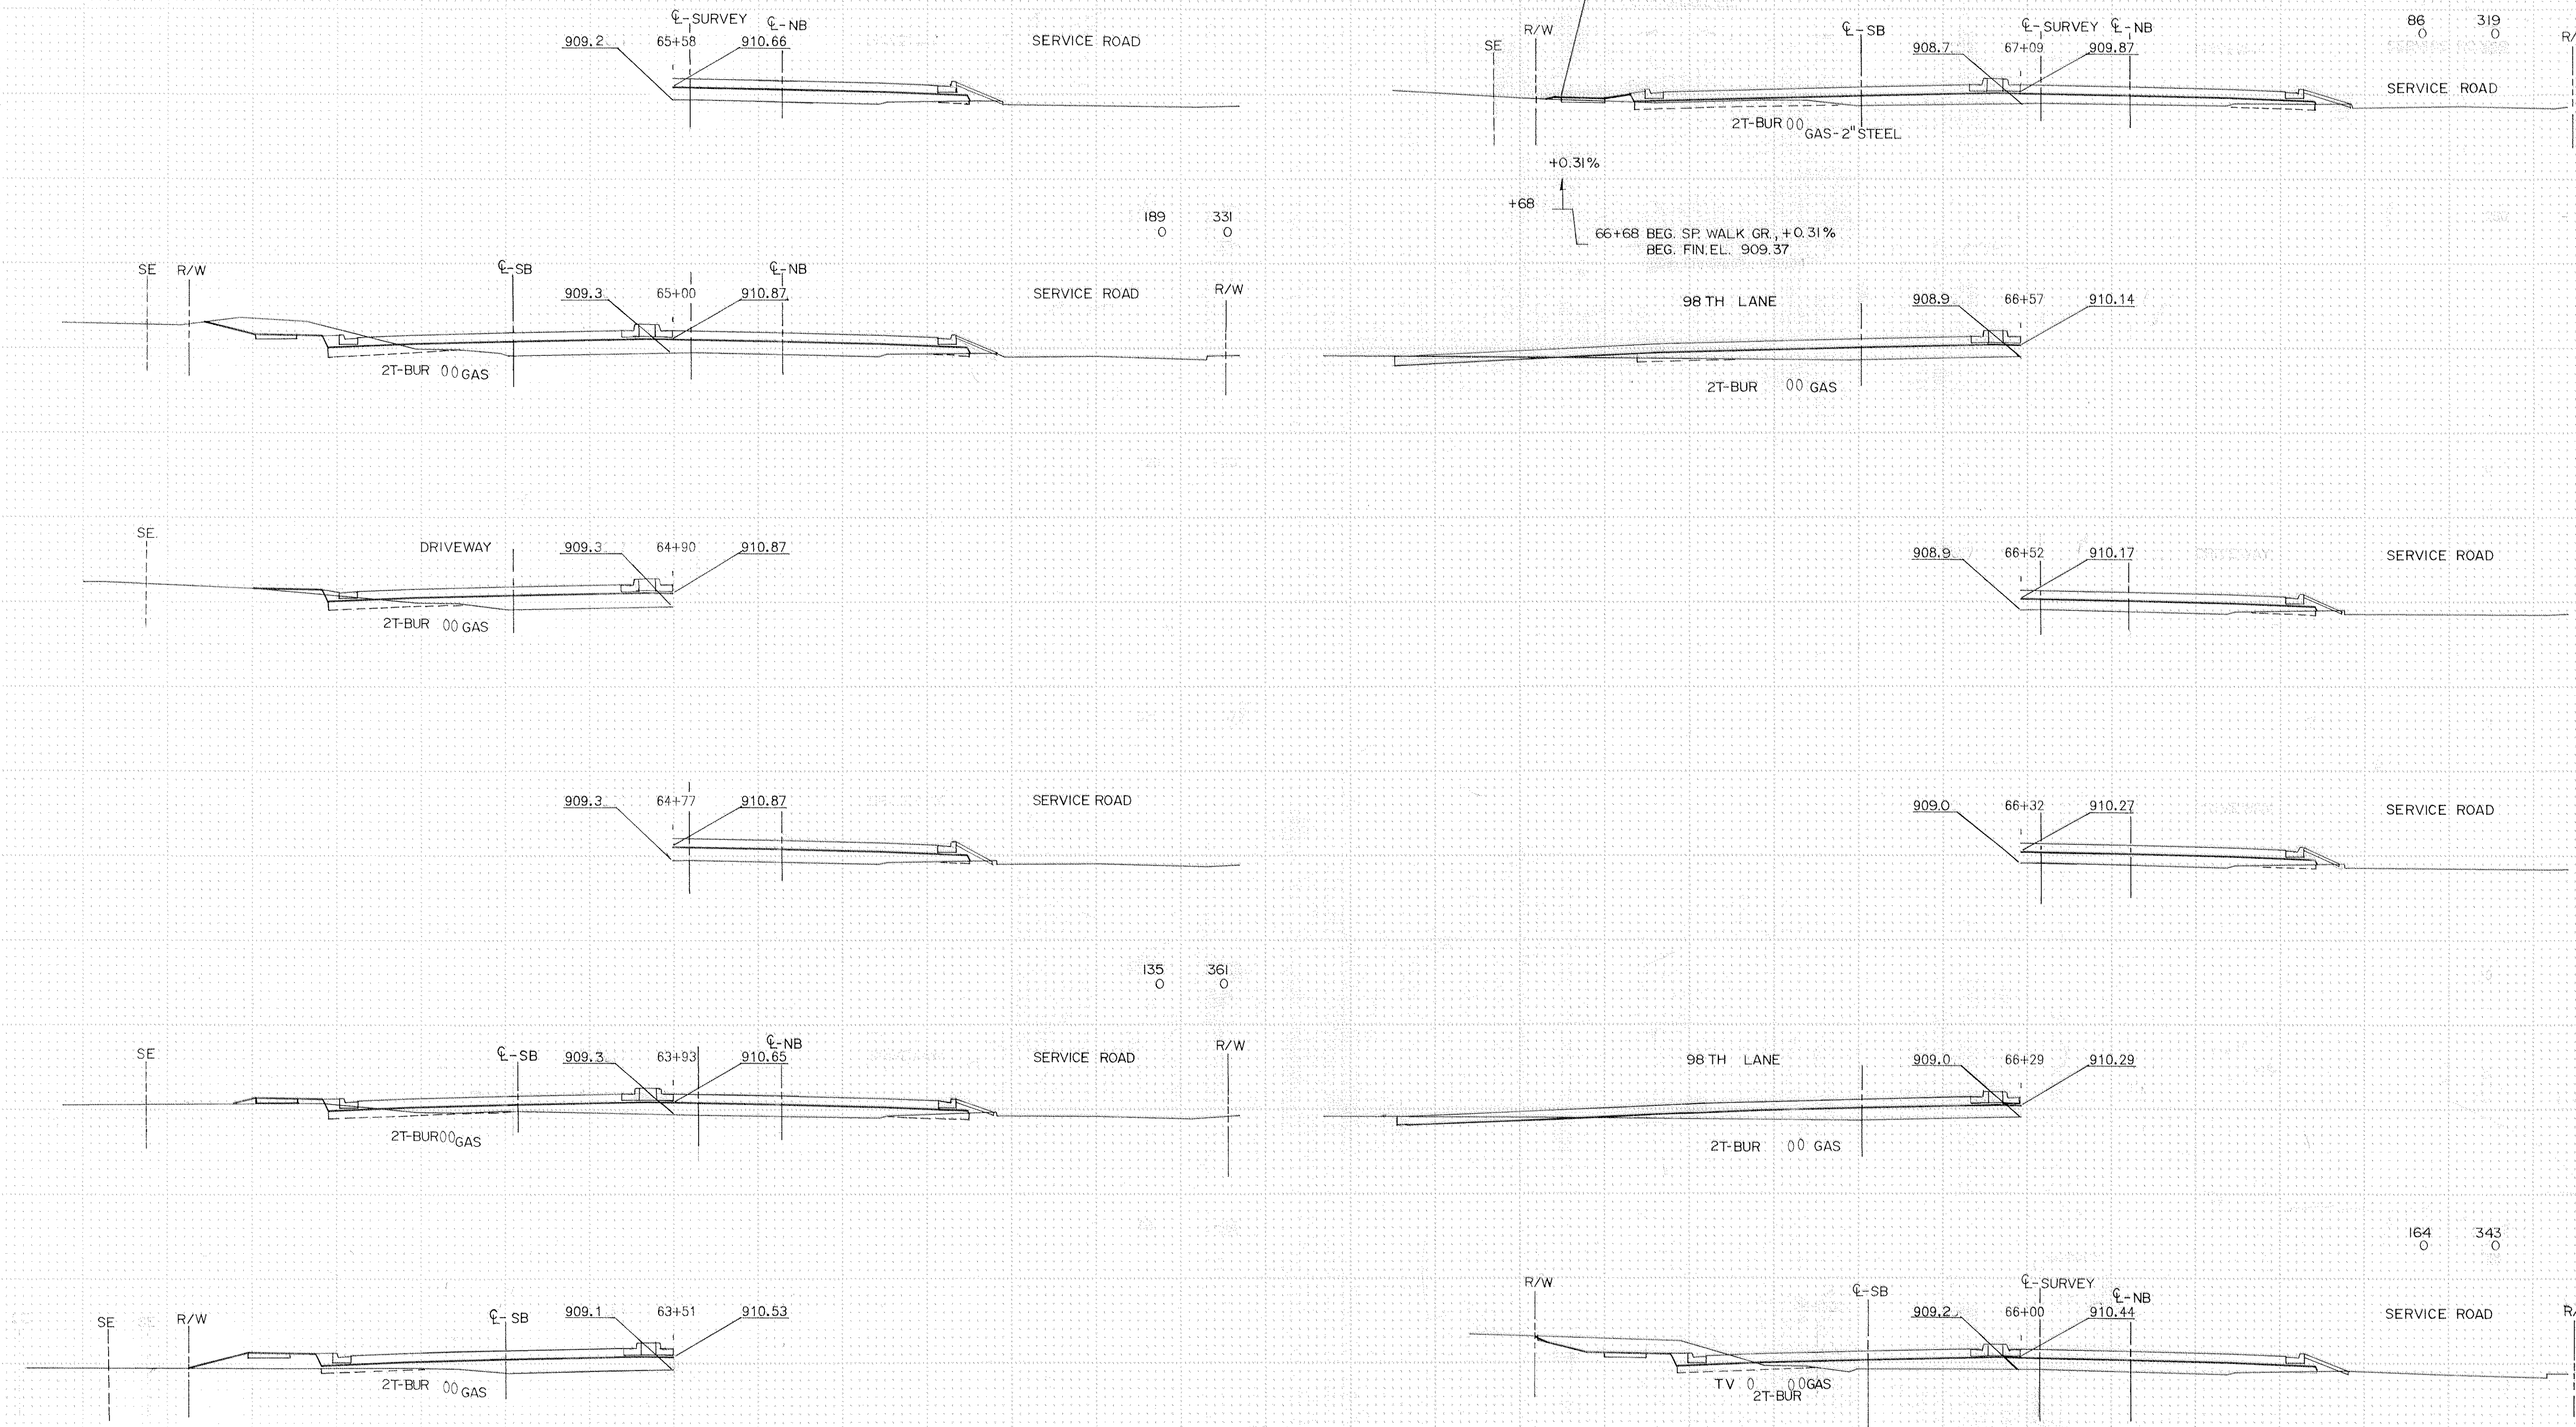 ℄-SURVEY ℄-NB
909.2 65+58 910.66 SERVICE ROAD
189 331
0 0
SE R/W ℄-SB ℄-NB
909.3 65+00 910.87 SERVICE ROAD R/W
2T-BUR 00 GAS
SE
DRIVEWAY 909.3 64+90 910.87
2T-BUR 00 GAS
909.3 64+77 910.87 SERVICE ROAD
135 361
0 0
SE ℄-SB 909.3 63+93 910.65 ℄-NB SERVICE ROAD R/W
2T-BUR 00 GAS
SE R/W ℄-SB 909.1 63+51 910.53
2T-BUR 00 GAS
86 319
0 0
SE R/W ℄-SB ℄-SURVEY ℄-NB R/
908.7 67+09 909.87 SERVICE ROAD
2T-BUR 00 GAS-2" STEEL
+0.31%
+68
66+68 BEG. SP. WALK GR., +0.31%
BEG. FIN. EL. 909.37
98 TH LANE 908.9 66+57 910.14
2T-BUR 00 GAS
908.9 66+52 910.17 SERVICE ROAD
909.0 66+32 910.27 SERVICE ROAD
98 TH LANE 909.0 66+29 910.29
2T-BUR 00 GAS
164 343
0 0
R/W ℄-SB ℄-SURVEY ℄-NB R/
909.2 66+00 910.44 SERVICE ROAD
TV 0 00 GAS
2T-BUR